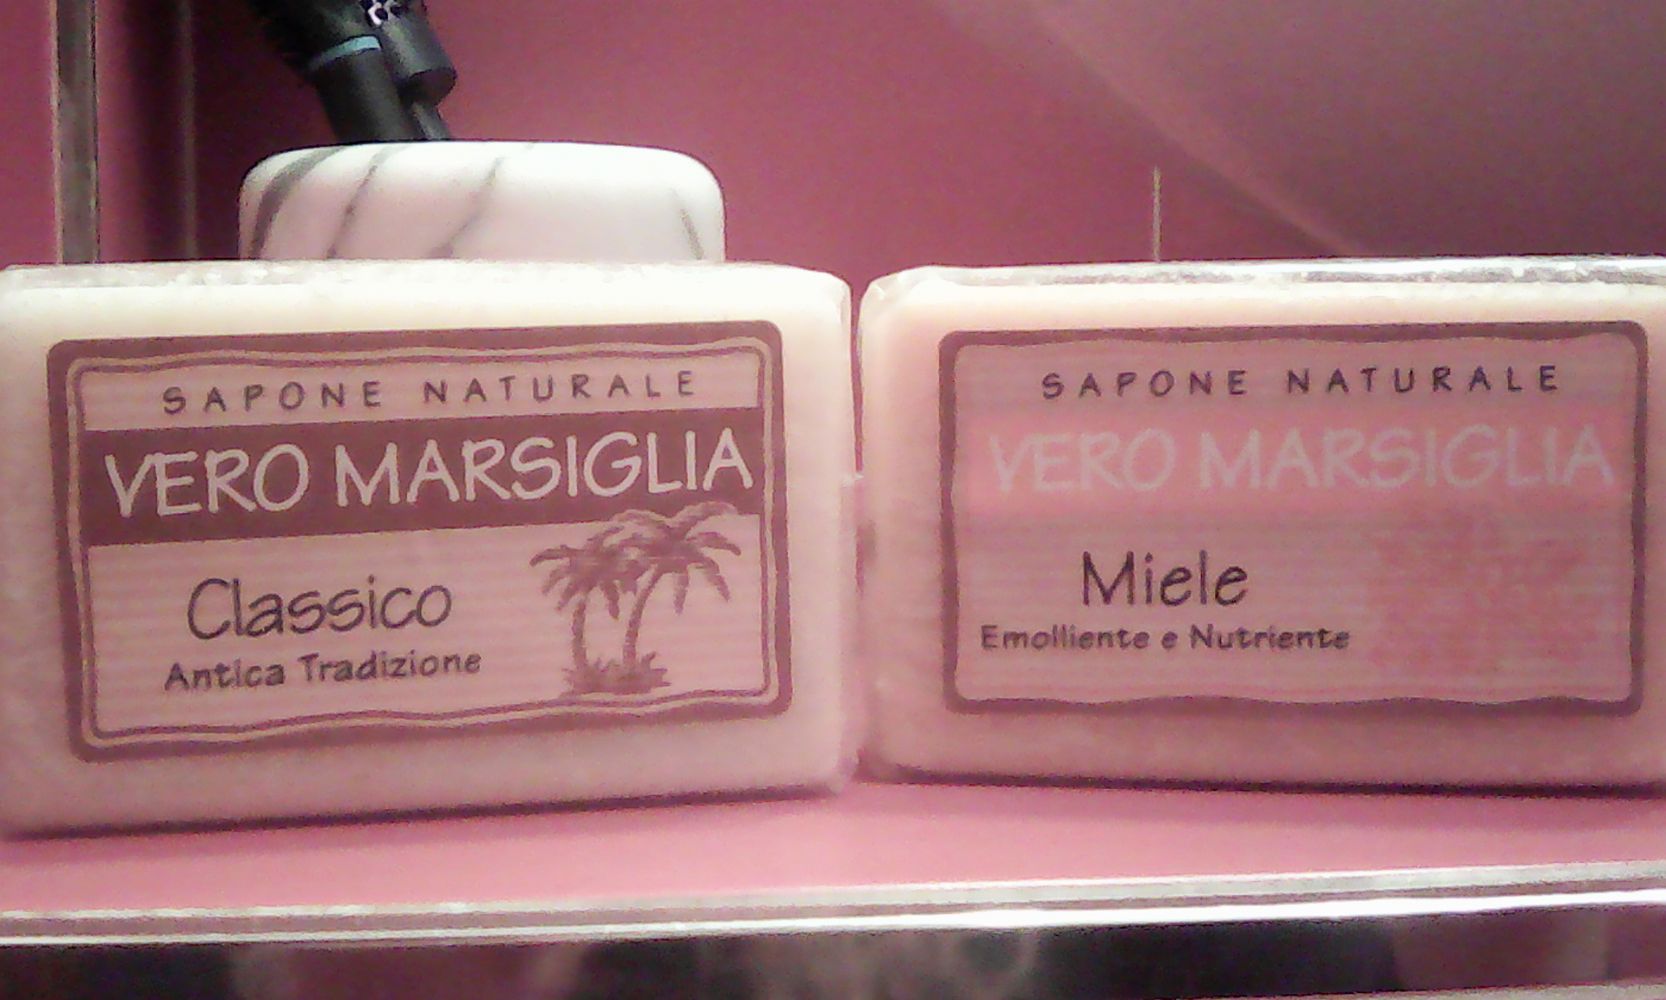 SAPONE NATURALE
VERO MARSIGLIA
Classico
Antica Tradizione
SAPONE NATURALE
VERO MARSIGLIA
Miele
Emolliente e Nutriente